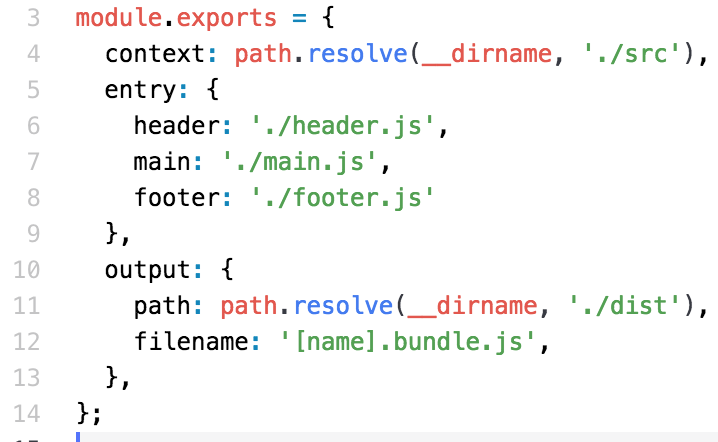 3 module.exports = {
4 context: path.resolve(__dirname, './src'),
5 entry: {
6 header: './header.js',
7 main: './main.js',
8 footer: './footer.js'
9 },
10 output: {
11 path: path.resolve(__dirname, './dist'),
12 filename: '[name].bundle.js',
13 },
14 };